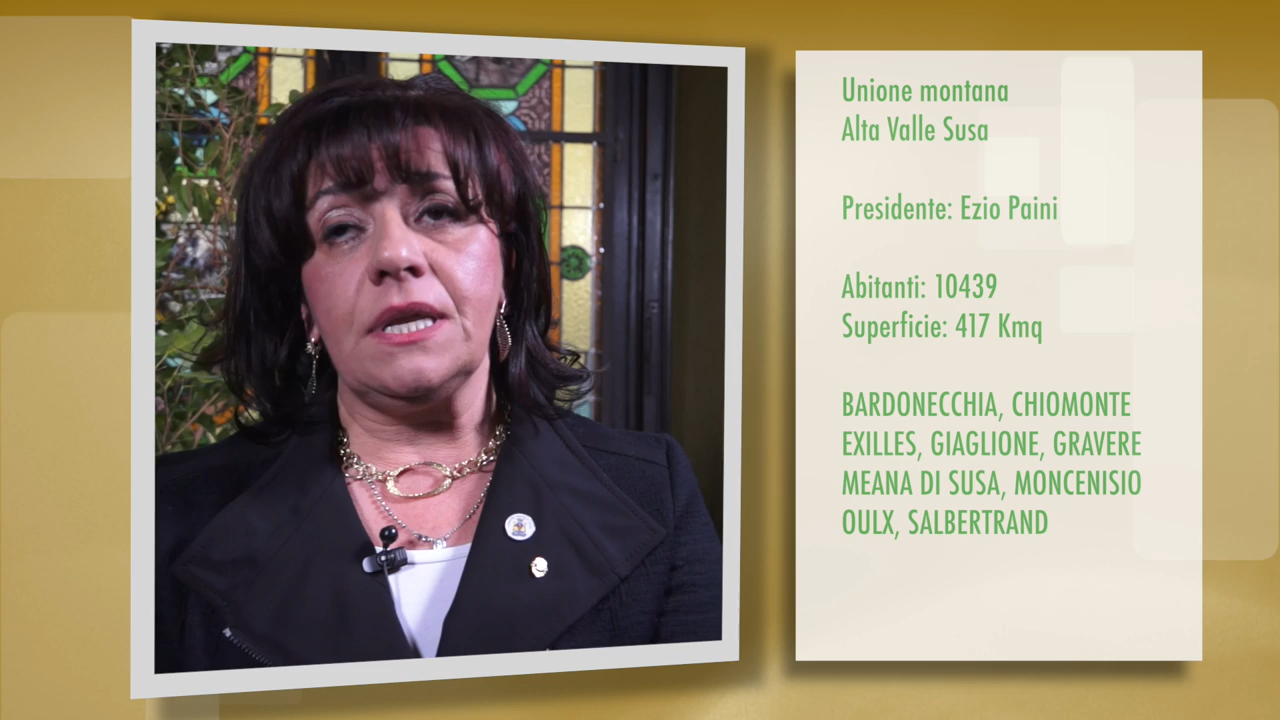 Unione montana
Alta Valle Susa
Presidente: Ezio Paini
Abitanti: 10439
Superficie: 417 Kmq
BARDONECCHIA, CHIOMONTE
EXILLES, GIAGLIONE, GRAVERE
MEANA DI SUSA, MONCENISIO
OULX, SALBERTRAND